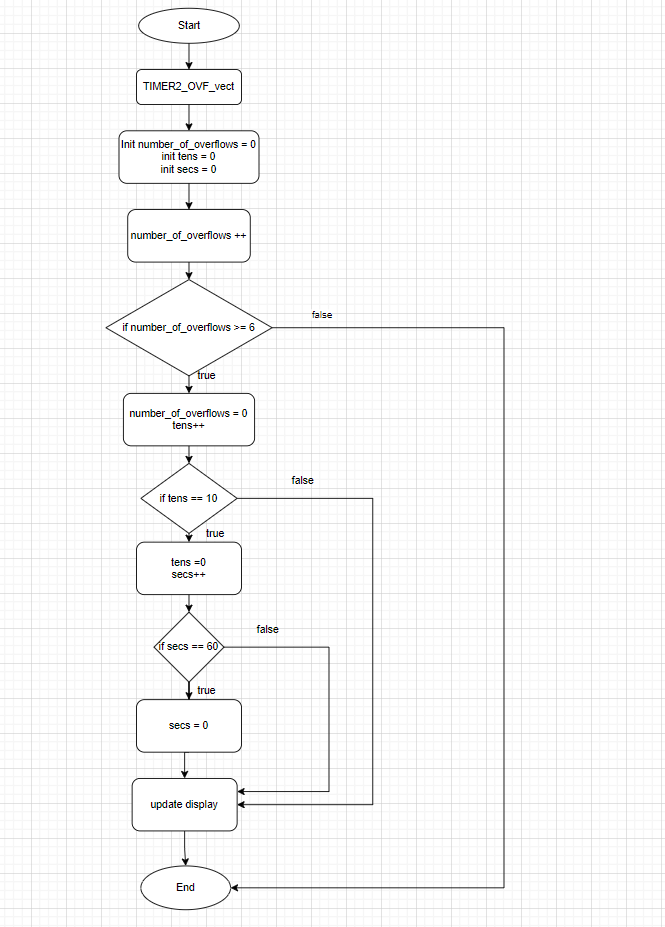 Start
TIMER2_OVF_vect
Init number_of_overflows = 0
init tens = 0
init secs = 0
number_of_overflows ++
if number_of_overflows >= 6
false
true
number_of_overflows = 0
tens++
if tens == 10
false
true
tens =0
secs++
if secs == 60
false
true
secs = 0
update display
End